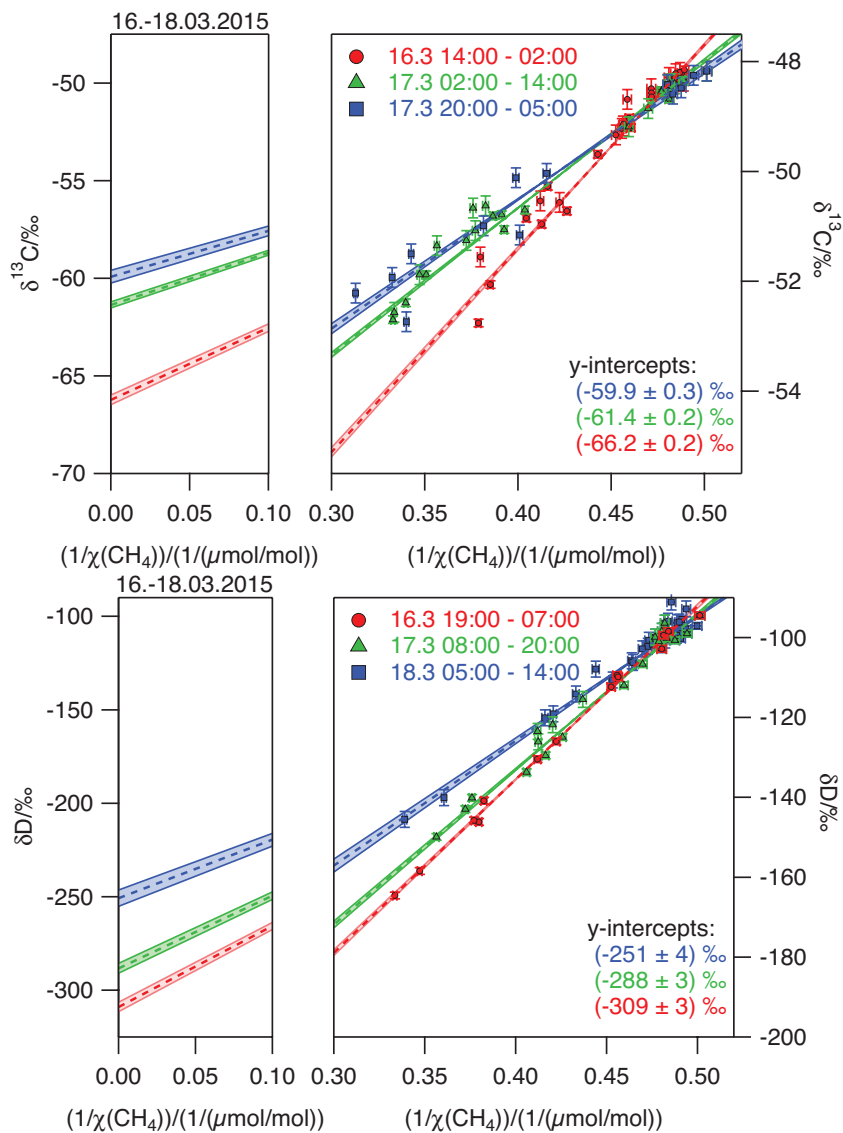 16.-18.03.2015
-50
-55
-60
-65
-70
δ¹³C/‰
0.00 0.05 0.10
(1/χ(CH₄))/(1/(µmol/mol))
16.3 14:00 - 02:00
17.3 02:00 - 14:00
17.3 20:00 - 05:00
y-intercepts:
(-59.9 ± 0.3) ‰
(-61.4 ± 0.2) ‰
(-66.2 ± 0.2) ‰
-48
-50
-52
-54
δ¹³C/‰
0.30 0.35 0.40 0.45 0.50
(1/χ(CH₄))/(1/(µmol/mol))
16.-18.03.2015
-100
-150
-200
-250
-300
δD/‰
0.00 0.05 0.10
(1/χ(CH₄))/(1/(µmol/mol))
16.3 19:00 - 07:00
17.3 08:00 - 20:00
18.3 05:00 - 14:00
y-intercepts:
(-251 ± 4) ‰
(-288 ± 3) ‰
(-309 ± 3) ‰
-100
-120
-140
-160
-180
-200
δD/‰
0.30 0.35 0.40 0.45 0.50
(1/χ(CH₄))/(1/(µmol/mol))